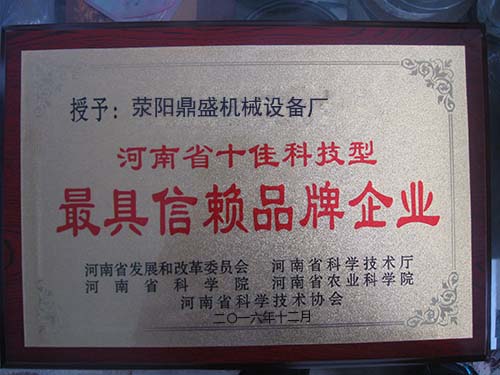 授予：荥阳鼎盛机械设备厂
河南省十佳科技型
最具信赖品牌企业
河南省发展和改革委员会 河南省科学技术厅
河南省科学院 河南省农业科学院
河南省科学技术协会
二〇一六年十二月